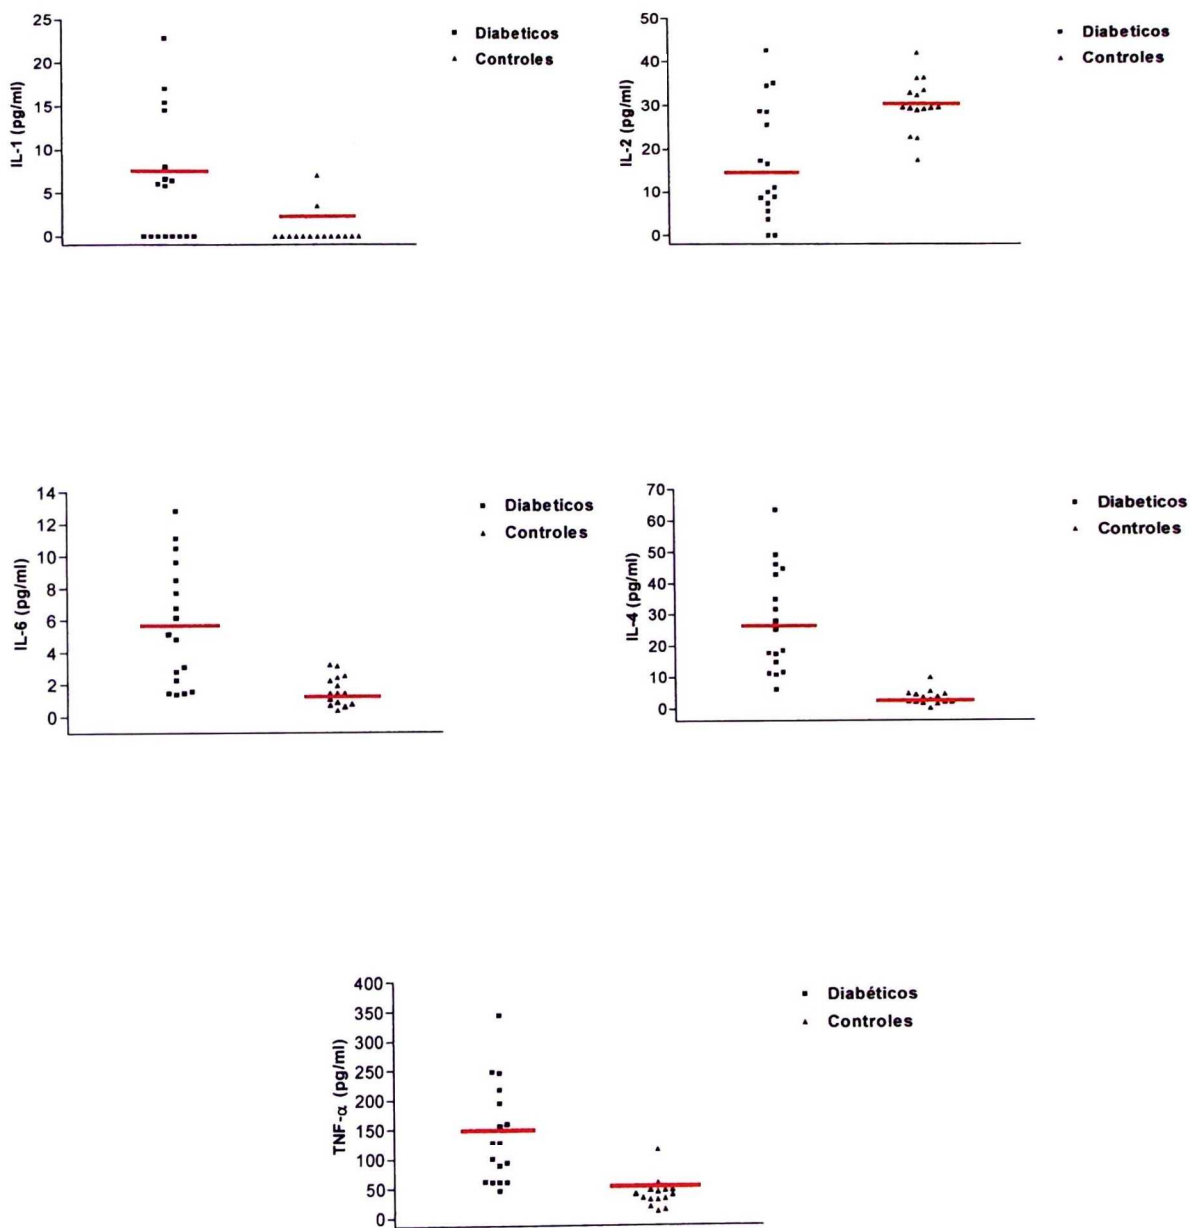 IL-1 (pg/ml)
25
20
15
10
5
0
Diabeticos
Controles
IL-2 (pg/ml)
50
40
30
20
10
0
Diabeticos
Controles
IL-6 (pg/ml)
14
12
10
8
6
4
2
0
Diabeticos
Controles
IL-4 (pg/ml)
70
60
50
40
30
20
10
0
Diabeticos
Controles
TNF-α (pg/ml)
400
350
300
250
200
150
100
50
0
Diabéticos
Controles